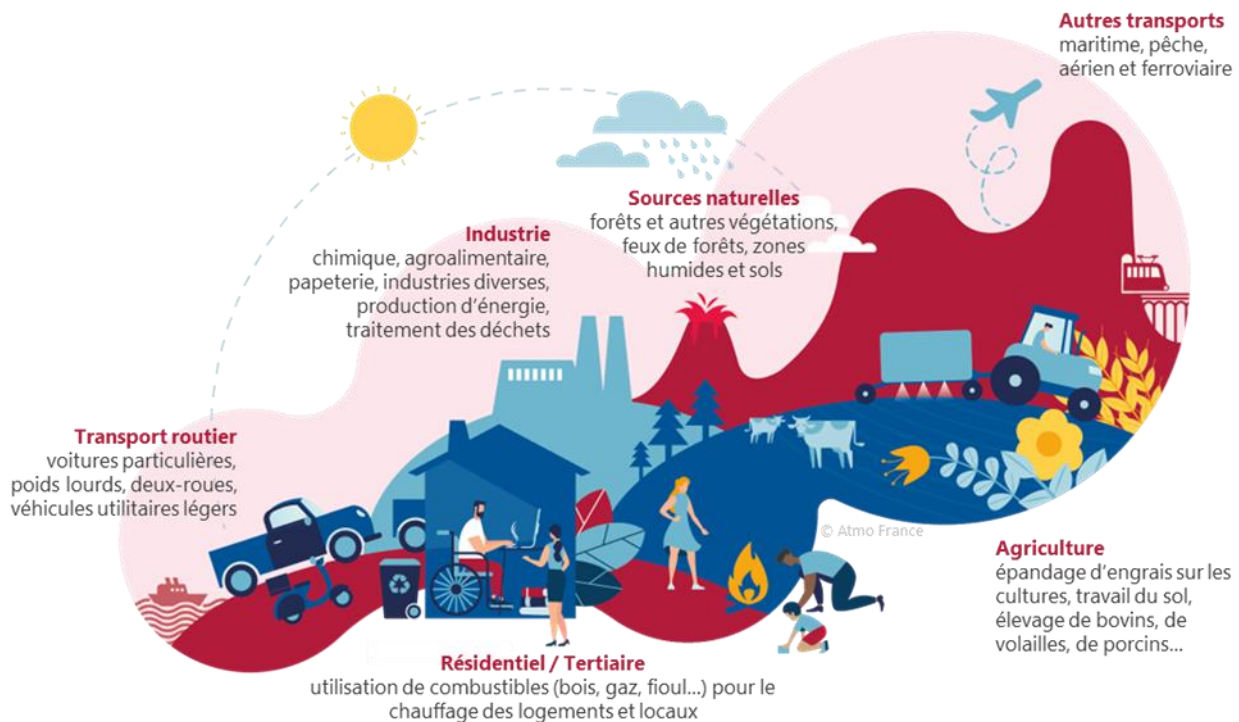 Autres transports
maritime, pêche,
aérien et ferroviaire
Sources naturelles
forêts et autres végétations,
feux de forêts, zones
humides et sols
Industrie
chimique, agroalimentaire,
papeterie, industries diverses,
production d’énergie,
traitement des déchets
Transport routier
voitures particulières,
poids lourds, deux-roues,
véhicules utilitaires légers
© Atmo France
Agriculture
épandage d’engrais sur les
cultures, travail du sol,
élevage de bovins, de
volailles, de porcins...
Résidentiel / Tertiaire
utilisation de combustibles (bois, gaz, fioul...) pour le
chauffage des logements et locaux